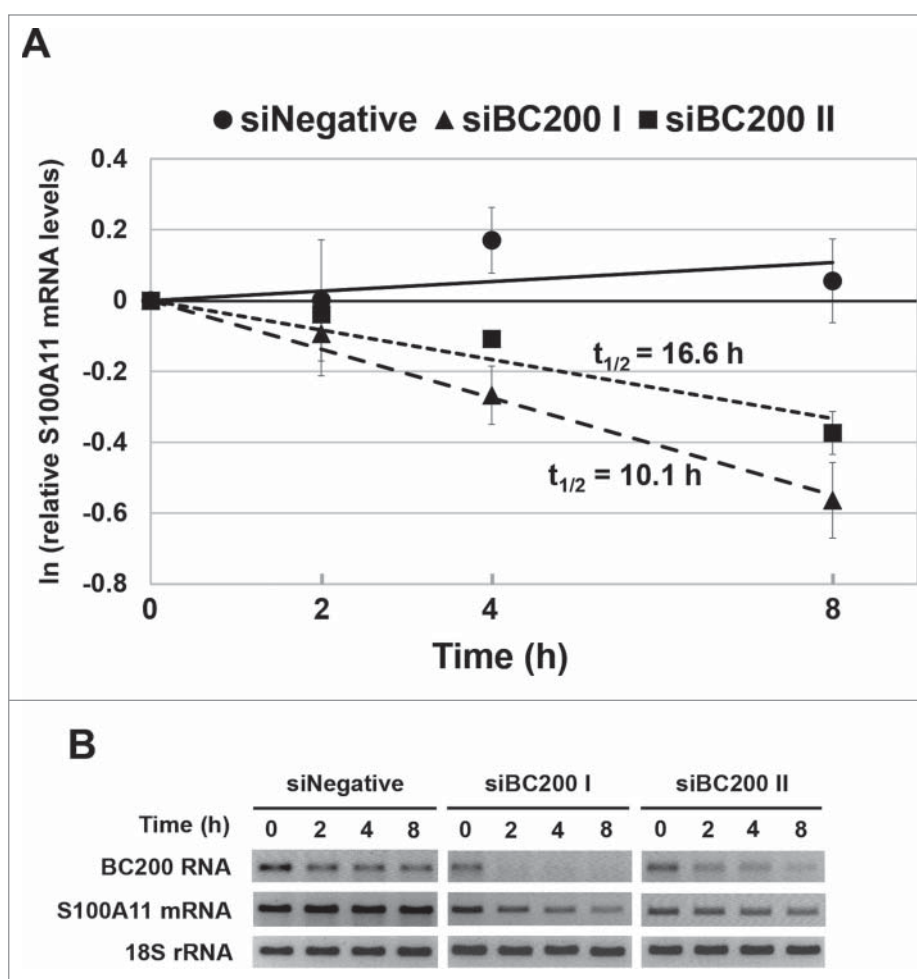 A
● siNegative ▲ siBC200 I ■ siBC200 II
ln (relative S100A11 mRNA levels)
0.4
0.2
0
-0.2
-0.4
-0.6
-0.8
t1/2 = 16.6 h
t1/2 = 10.1 h
0 2 4 8
Time (h)
B
siNegative siBC200 I siBC200 II
Time (h) 0 2 4 8 0 2 4 8 0 2 4 8
BC200 RNA
S100A11 mRNA
18S rRNA